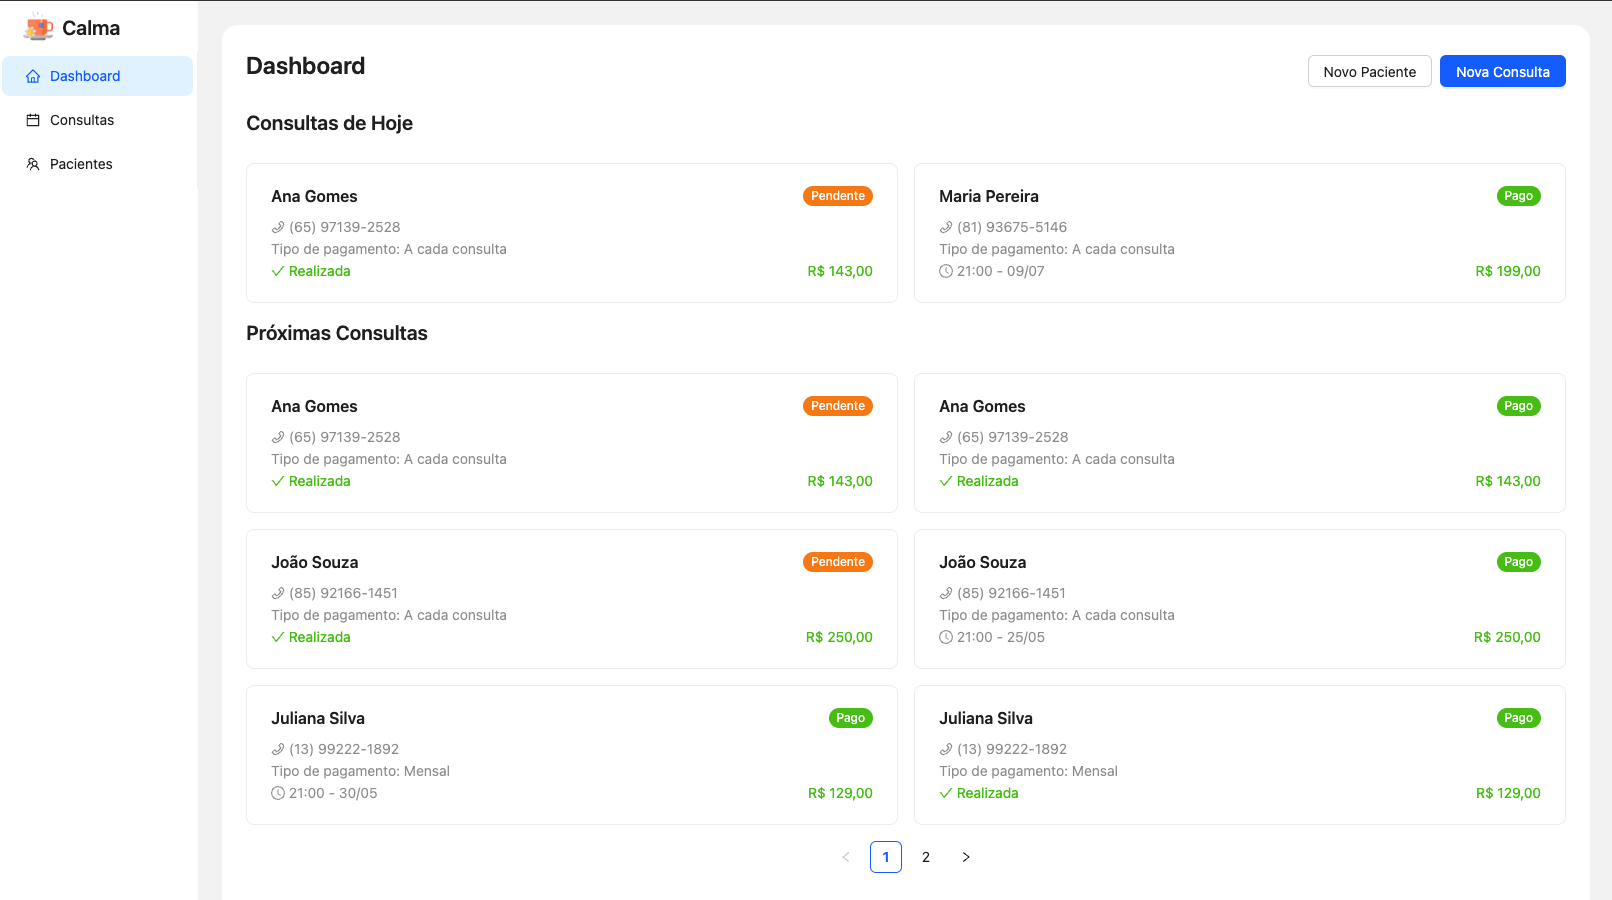 Calma
Dashboard
Consultas
Pacientes
Dashboard
Novo Paciente
Nova Consulta
Consultas de Hoje
Ana Gomes
Pendente
(65) 97139-2528
Tipo de pagamento: A cada consulta
Realizada
R$ 143,00
Maria Pereira
Pago
(81) 93675-5146
Tipo de pagamento: A cada consulta
21:00 - 09/07
R$ 199,00
Próximas Consultas
Ana Gomes
Pendente
(65) 97139-2528
Tipo de pagamento: A cada consulta
Realizada
R$ 143,00
Ana Gomes
Pago
(65) 97139-2528
Tipo de pagamento: A cada consulta
Realizada
R$ 143,00
João Souza
Pendente
(85) 92166-1451
Tipo de pagamento: A cada consulta
Realizada
R$ 250,00
João Souza
Pago
(85) 92166-1451
Tipo de pagamento: A cada consulta
21:00 - 25/05
R$ 250,00
Juliana Silva
Pago
(13) 99222-1892
Tipo de pagamento: Mensal
21:00 - 30/05
R$ 129,00
Juliana Silva
Pago
(13) 99222-1892
Tipo de pagamento: Mensal
Realizada
R$ 129,00
1
2